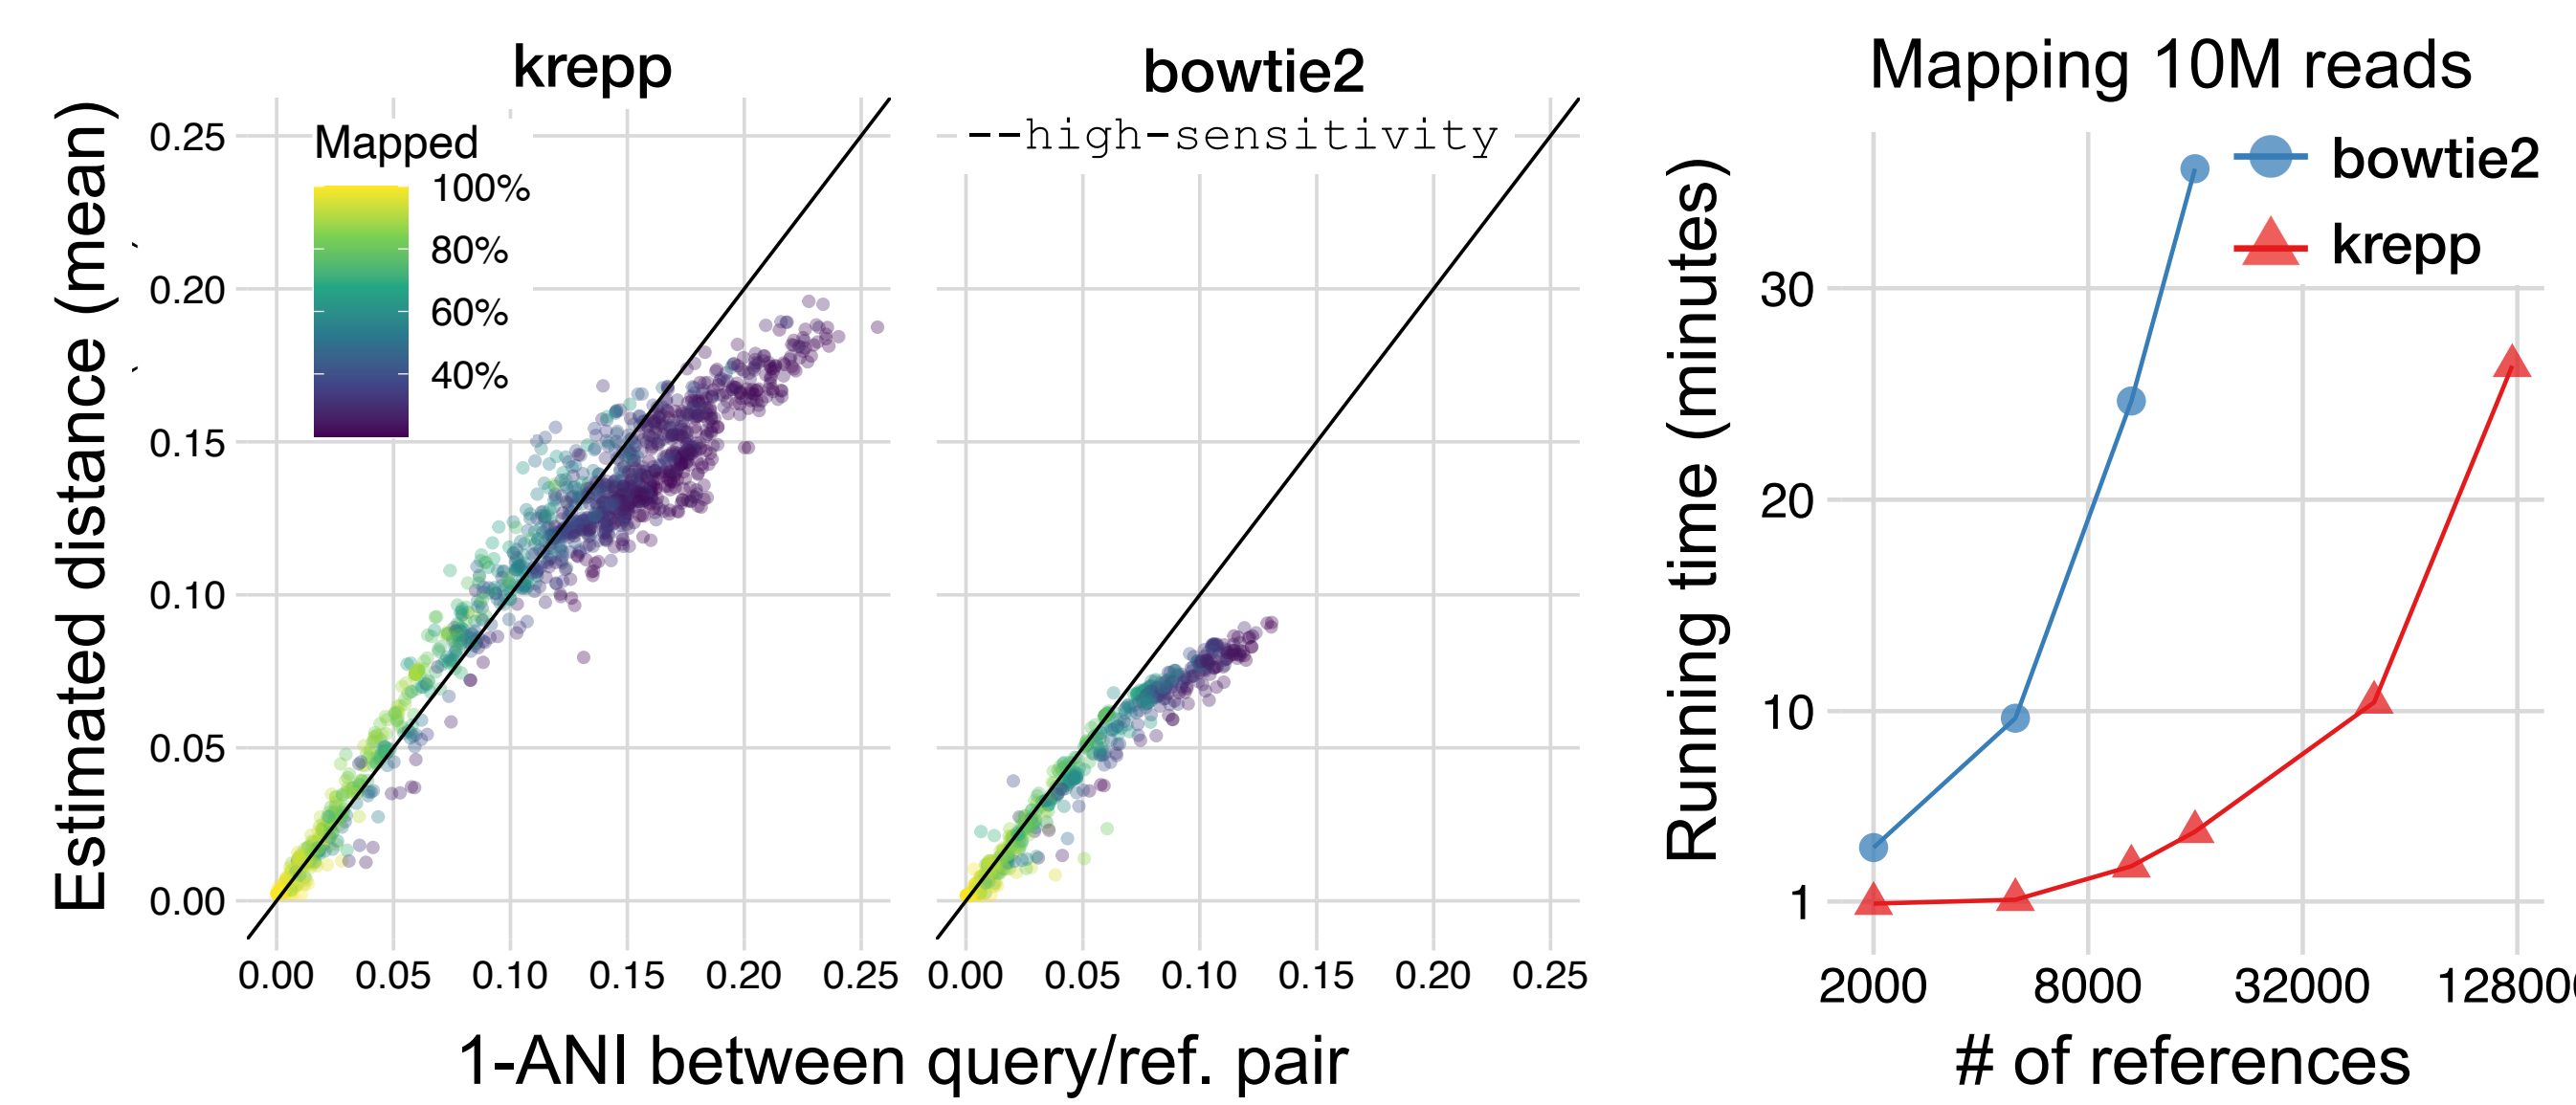 krepp
bowtie2
Mapping 10M reads
--high-sensitivity
Mapped
100%
80%
60%
40%
Estimated distance (mean)
0.25
0.20
0.15
0.10
0.05
0.00
0.00 0.05 0.10 0.15 0.20 0.25
0.00 0.05 0.10 0.15 0.20 0.25
1-ANI between query/ref. pair
bowtie2
krepp
Running time (minutes)
30
20
10
1
2000 8000 32000 12800
# of references